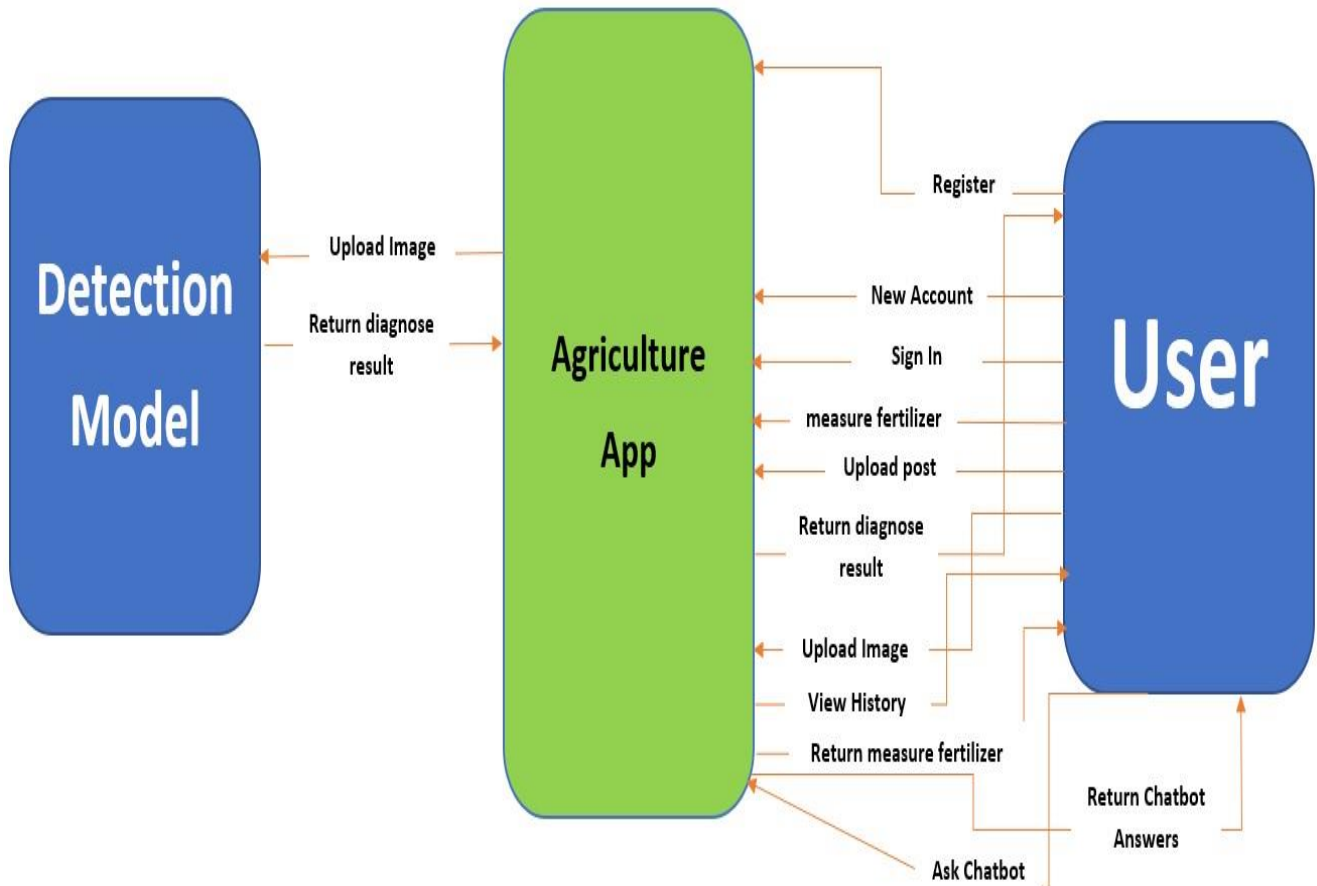 Detection
Model
Upload Image
Return diagnose
result
Agriculture
App
Register
New Account
Sign In
measure fertilizer
Upload post
Return diagnose
result
Upload Image
View History
Return measure fertilizer
Return Chatbot
Answers
Ask Chatbot
User